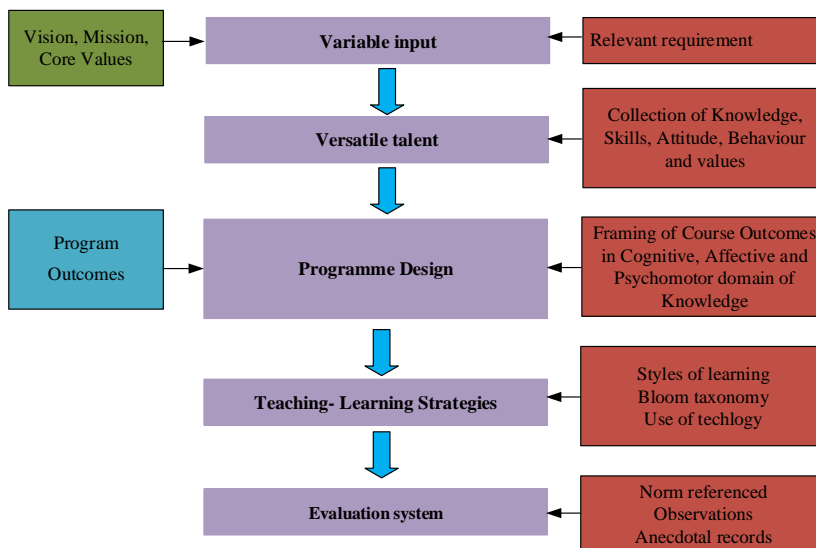 Vision, Mission,
Core Values
Variable input
Relevant requirement
Versatile talent
Collection of Knowledge,
Skills, Attitude, Behaviour
and values
Program
Outcomes
Programme Design
Framing of Course Outcomes
in Cognitive, Affective and
Psychomotor domain of
Knowledge
Teaching- Learning Strategies
Styles of learning
Bloom taxonomy
Use of techlogy
Evaluation system
Norm referenced
Observations
Anecdotal records